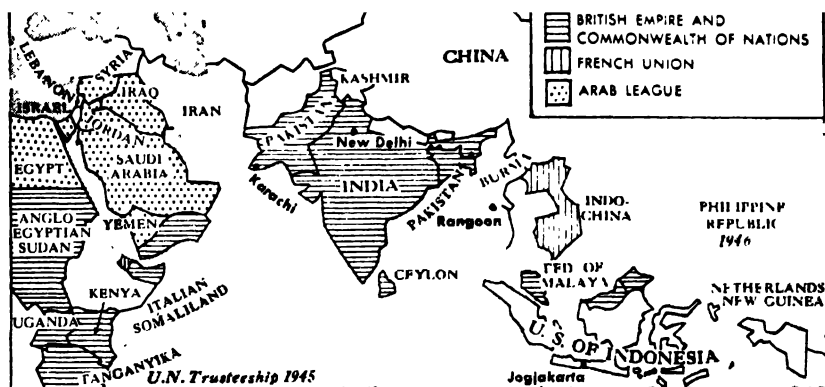 BRITISH EMPIRE AND
COMMONWEALTH OF NATIONS
FRENCH UNION
ARAB LEAGUE
CHINA
KASHMIR
LEBANON
SYRIA
IRAQ
IRAN
ISRAEL
JORDAN
PAKISTAN
New Delhi
EGYPT
SAUDI
ARABIA
Karachi
INDIA
PAKISTAN
BURMA
Rangoon
INDO-
CHINA
PHILIPPINE
REPUBLIC
1946
ANGLO
EGYPTIAN
SUDAN
YEMEN
CEYLON
FED OF
MALAYA
NETHERLANDS
NEW GUINEA
KENYA
ITALIAN
SOMALILAND
UGANDA
U. S. OF INDONESIA
TANGANYIKA
U.N. Trusteeship 1945
Jogjakarta